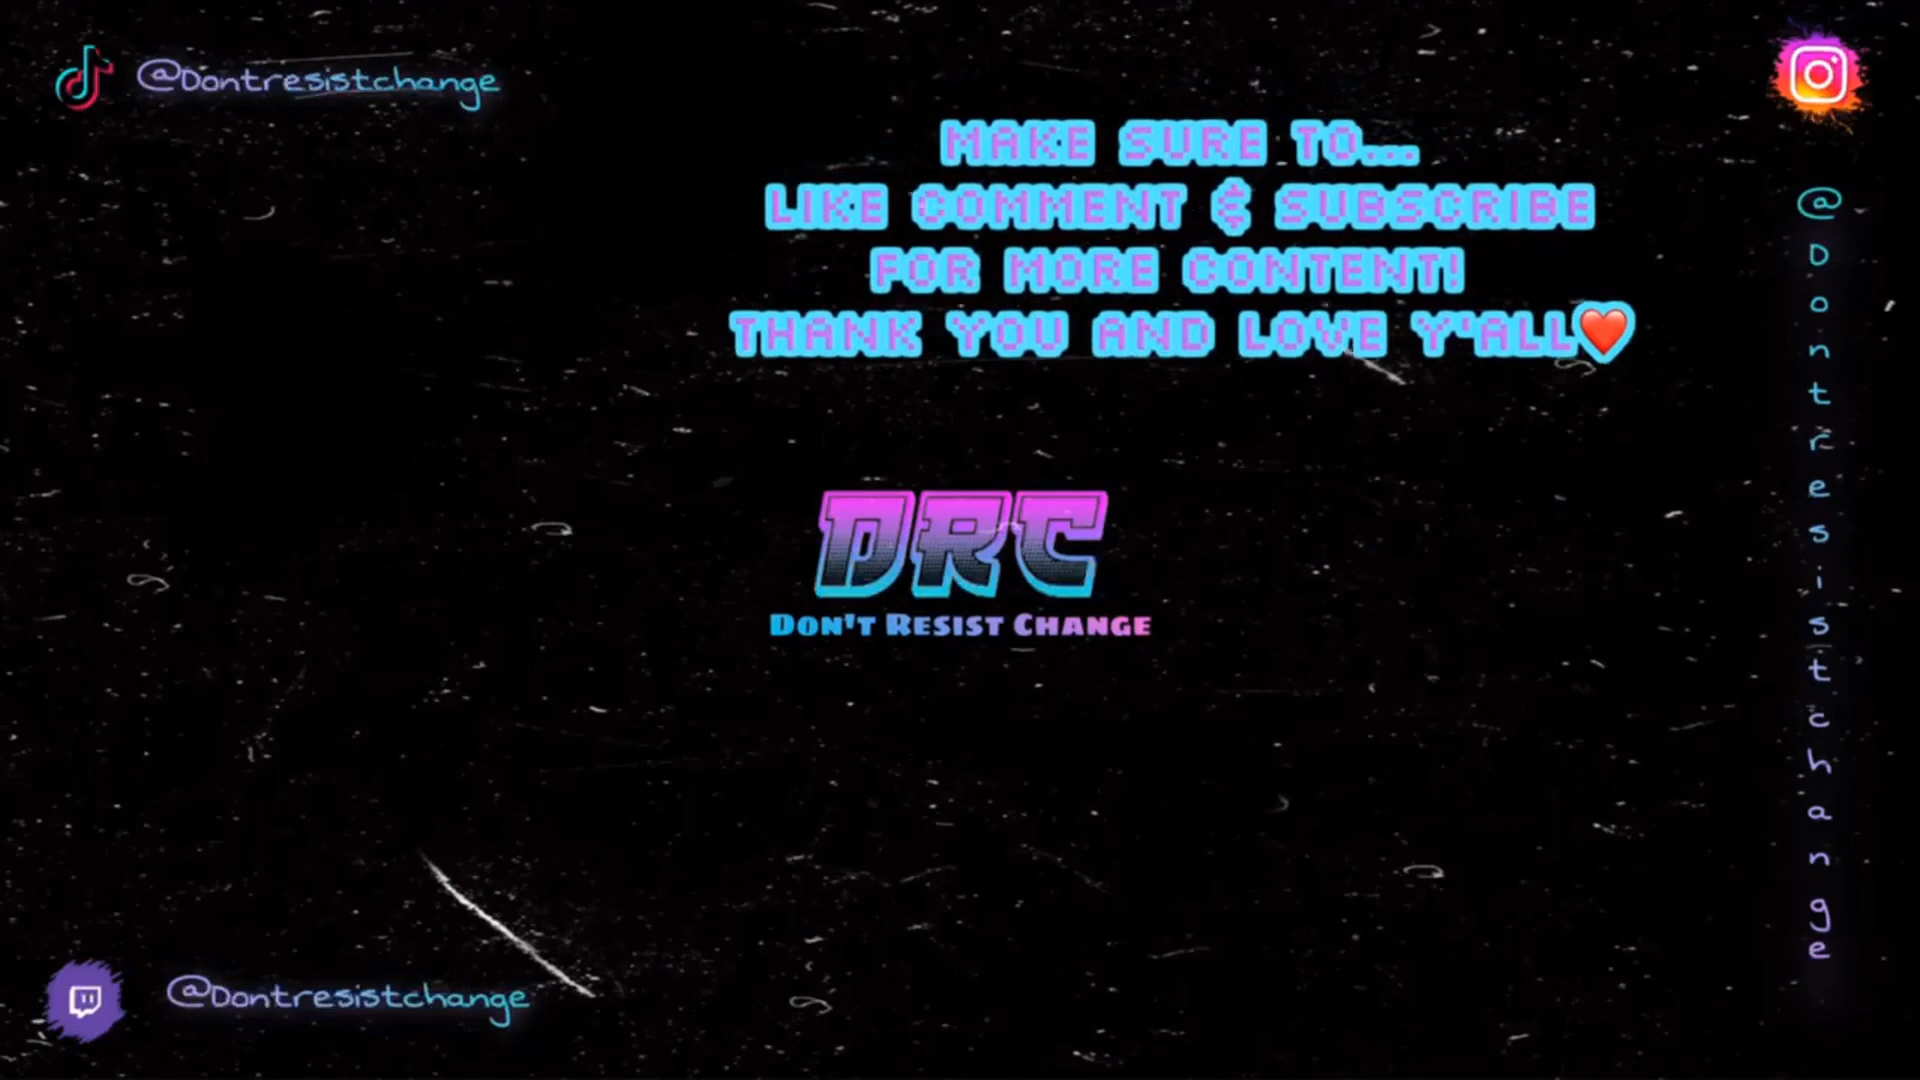 @Dontresistchange
MAKE SURE TO...
LIKE COMMENT & SUBSCRIBE
FOR MORE CONTENT!
THANK YOU AND LOVE Y'ALL❤️
@Dontresistchange
DRC
DON'T RESIST CHANGE
@Dontresistchange